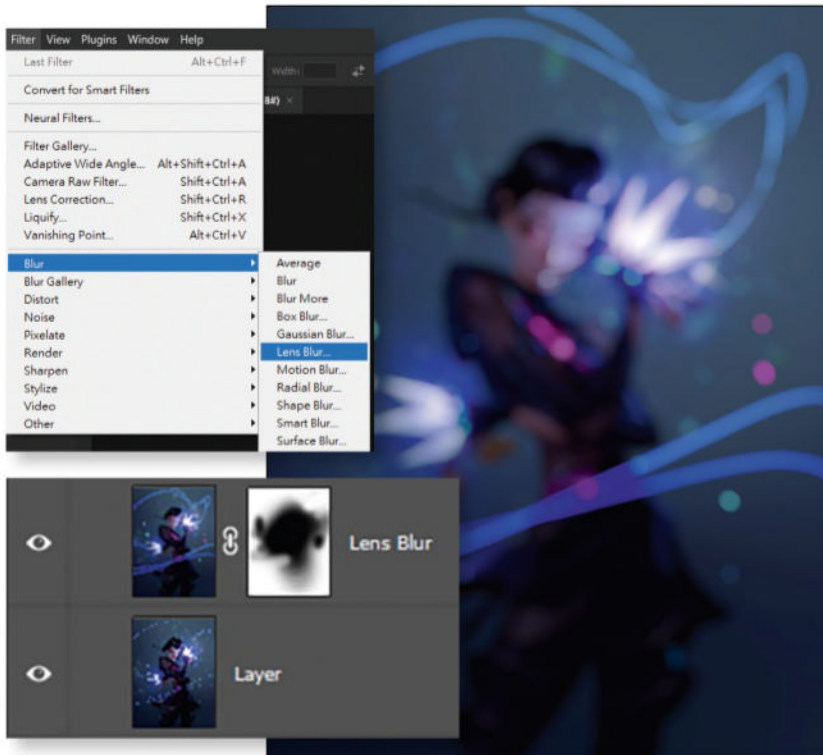 Filter View Plugins Window Help
Last Filter Alt+Ctrl+F
Width:
Convert for Smart Filters
8#) ×
Neural Filters...
Filter Gallery...
Adaptive Wide Angle... Alt+Shift+Ctrl+A
Camera Raw Filter... Shift+Ctrl+A
Lens Correction... Shift+Ctrl+R
Liquify... Shift+Ctrl+X
Vanishing Point... Alt+Ctrl+V
Blur
Blur Gallery
Distort
Noise
Pixelate
Render
Sharpen
Stylize
Video
Other
Average
Blur
Blur More
Box Blur...
Gaussian Blur...
Lens Blur...
Motion Blur...
Radial Blur...
Shape Blur...
Smart Blur...
Surface Blur...
Lens Blur
Layer